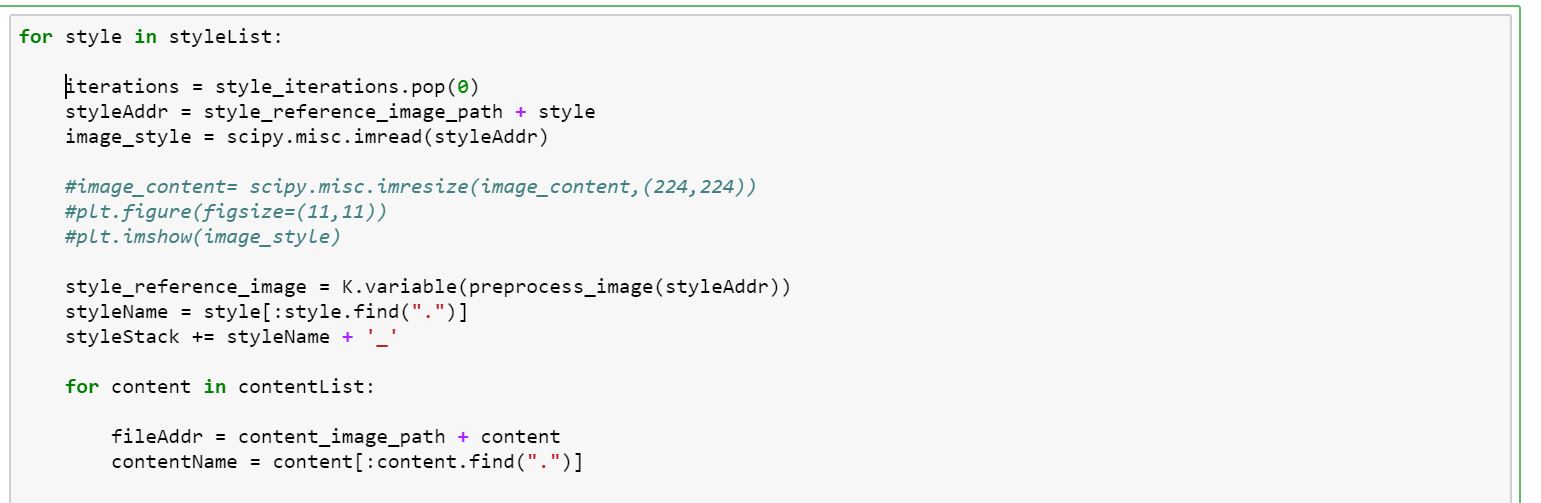 for style in styleList:
iterations = style_iterations.pop(0)
styleAddr = style_reference_image_path + style
image_style = scipy.misc.imread(styleAddr)
#image_content= scipy.misc.imresize(image_content,(224,224))
#plt.figure(figsize=(11,11))
#plt.imshow(image_style)
style_reference_image = K.variable(preprocess_image(styleAddr))
styleName = style[:style.find(".")]
styleStack += styleName + '_'
for content in contentList:
fileAddr = content_image_path + content
contentName = content[:content.find(".")]